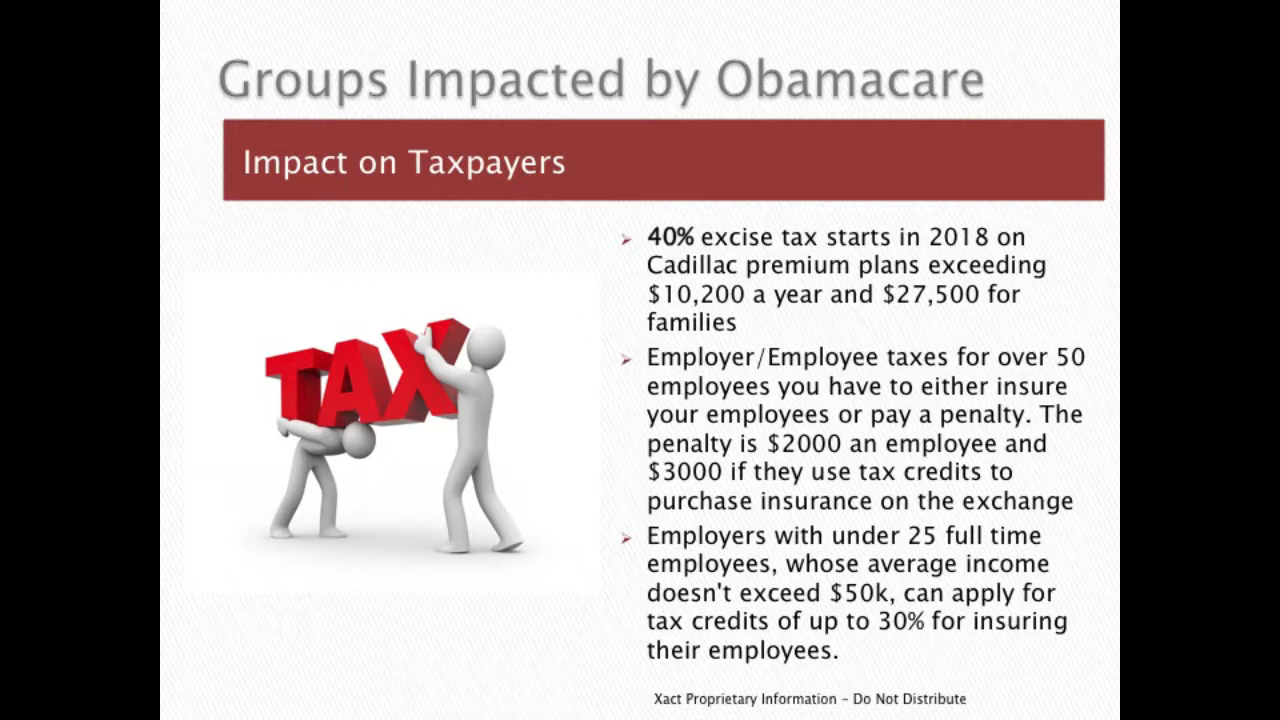 Groups Impacted by Obamacare
Impact on Taxpayers
TAX
40% excise tax starts in 2018 on
Cadillac premium plans exceeding
$10,200 a year and $27,500 for
families
Employer/Employee taxes for over 50
employees you have to either insure
your employees or pay a penalty. The
penalty is $2000 an employee and
$3000 if they use tax credits to
purchase insurance on the exchange
Employers with under 25 full time
employees, whose average income
doesn't exceed $50k, can apply for
tax credits of up to 30% for insuring
their employees.
Xact Proprietary Information – Do Not Distribute